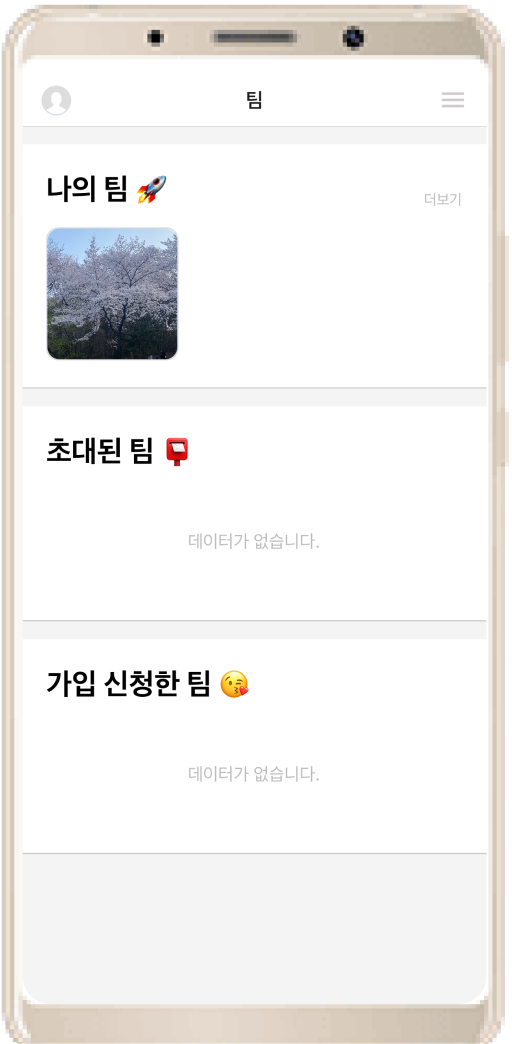 팀
나의 팀 🚀
더보기
초대된 팀 📮
데이터가 없습니다.
가입 신청한 팀 😘
데이터가 없습니다.